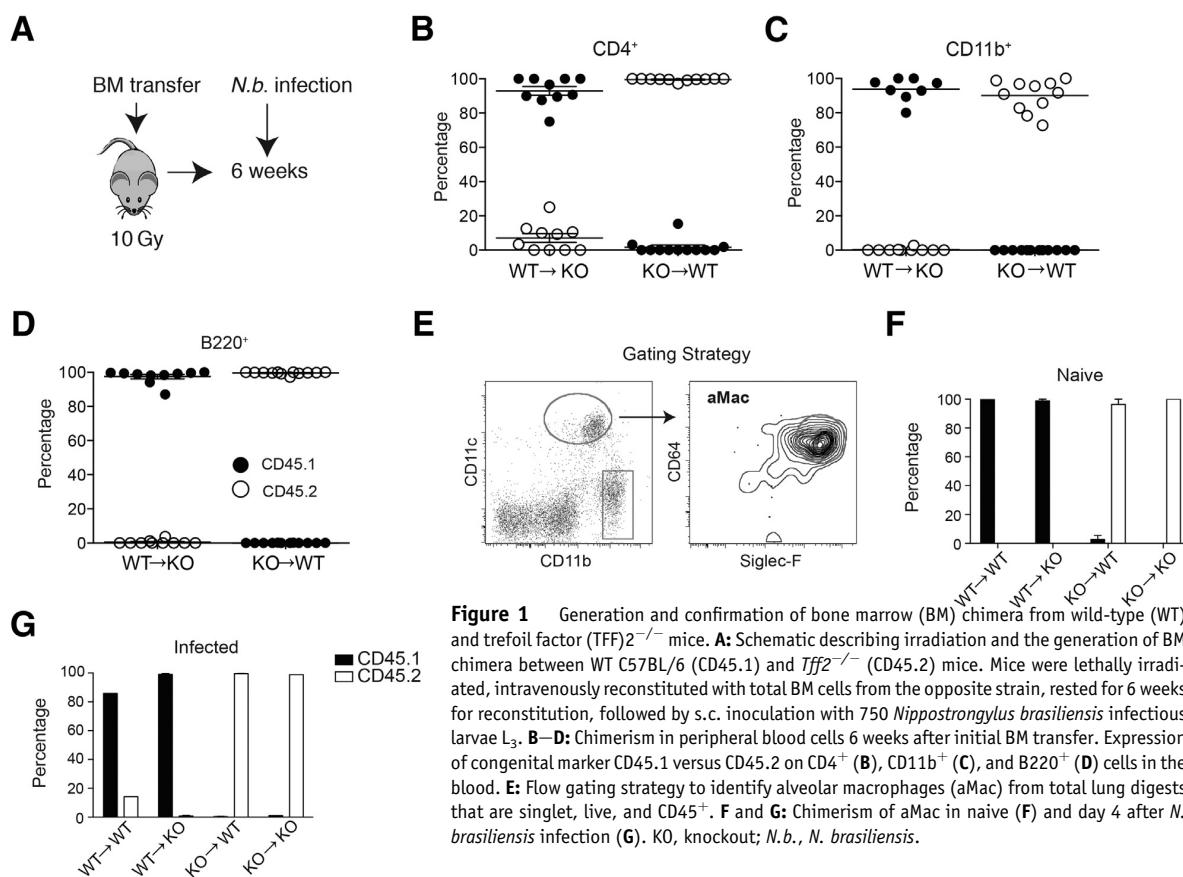 A
BM transfer
N.b. infection
6 weeks
10 Gy
B
CD4+
Percentage
100
80
60
40
20
0
WT→ KO
KO→WT
C
CD11b+
Percentage
100
80
60
40
20
0
WT→ KO
KO→WT
D
B220+
Percentage
100
80
60
40
20
0
CD45.1
CD45.2
WT→KO
KO→WT
E
Gating Strategy
CD11c
CD11b
aMac
CD64
Siglec-F
F
Naive
Percentage
100
80
60
40
20
0
WT→WT
WT→KO
KO→WT
KO→KO
G
Infected
CD45.1
CD45.2
Percentage
100
80
60
40
20
0
WT→WT
WT→KO
KO→WT
KO→KO
Figure 1 Generation and confirmation of bone marrow (BM) chimera from wild-type (WT)
and trefoil factor (TFF)2−/− mice. A: Schematic describing irradiation and the generation of BM
chimera between WT C57BL/6 (CD45.1) and Tff2−/− (CD45.2) mice. Mice were lethally irradi-
ated, intravenously reconstituted with total BM cells from the opposite strain, rested for 6 weeks
for reconstitution, followed by s.c. inoculation with 750 Nippostrongylus brasiliensis infectious
larvae L3. B–D: Chimerism in peripheral blood cells 6 weeks after initial BM transfer. Expression
of congenital marker CD45.1 versus CD45.2 on CD4+ (B), CD11b+ (C), and B220+ (D) cells in the
blood. E: Flow gating strategy to identify alveolar macrophages (aMac) from total lung digests
that are singlet, live, and CD45+. F and G: Chimerism of aMac in naive (F) and day 4 after N.
brasiliensis infection (G). KO, knockout; N.b., N. brasiliensis.